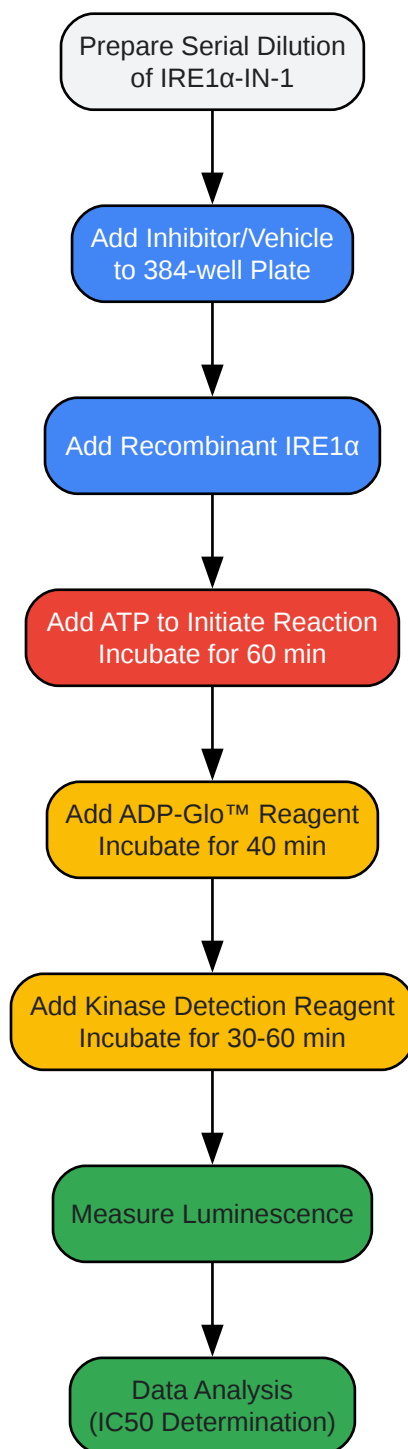 Prepare Serial Dilution
of IRE1α-IN-1
Add Inhibitor/Vehicle
to 384-well Plate
Add Recombinant IRE1α
Add ATP to Initiate Reaction
Incubate for 60 min
Add ADP-Glo™ Reagent
Incubate for 40 min
Add Kinase Detection Reagent
Incubate for 30-60 min
Measure Luminescence
Data Analysis
(IC50 Determination)